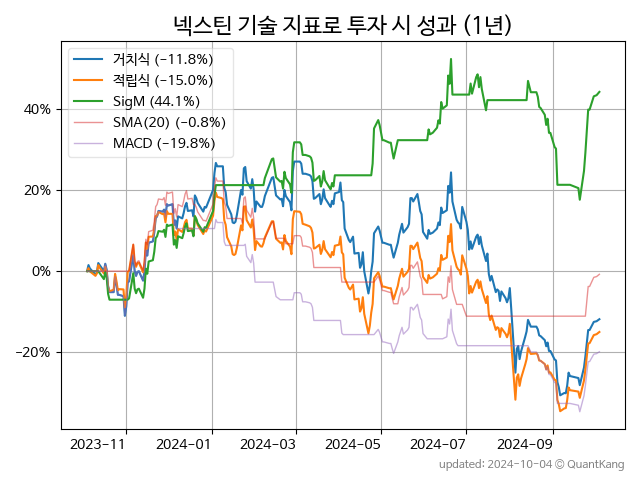 넥스틴 기술 지표로 투자 시 성과 (1년)
거치식 (−11.8%)
적립식 (−15.0%)
SigM (44.1%)
SMA(20) (−0.8%)
MACD (−19.8%)
40%
20%
0%
−20%
2023−11 2024−01 2024−03 2024−05 2024−07 2024−09
updated: 2024-10-04 © QuantKang